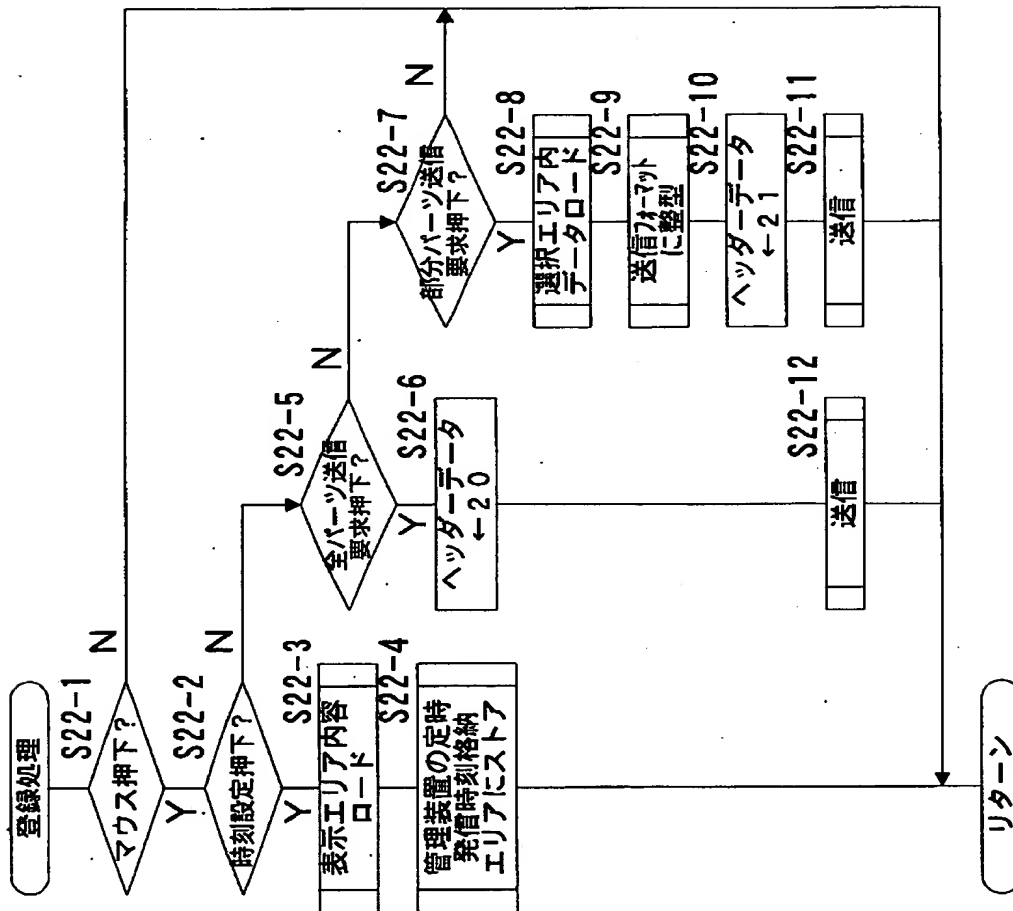 登録処理
S22-1
マウス押下?
N
Y
S22-2
時刻設定押下?
N
Y
S22-3
表示エリア内容
ロード
S22-4
管理装置の定時
発信時刻格納
エリアにストア
S22-5
全パーツ送信
要求押下?
N
Y
S22-6
ヘッダーデータ
←20
S22-12
送信
S22-7
部分パーツ送信
要求押下?
N
Y
S22-8
選択エリア内
データロード
S22-9
送信フォーマット
に整型
S22-10
ヘッダーデータ
←21
S22-11
送信
リターン